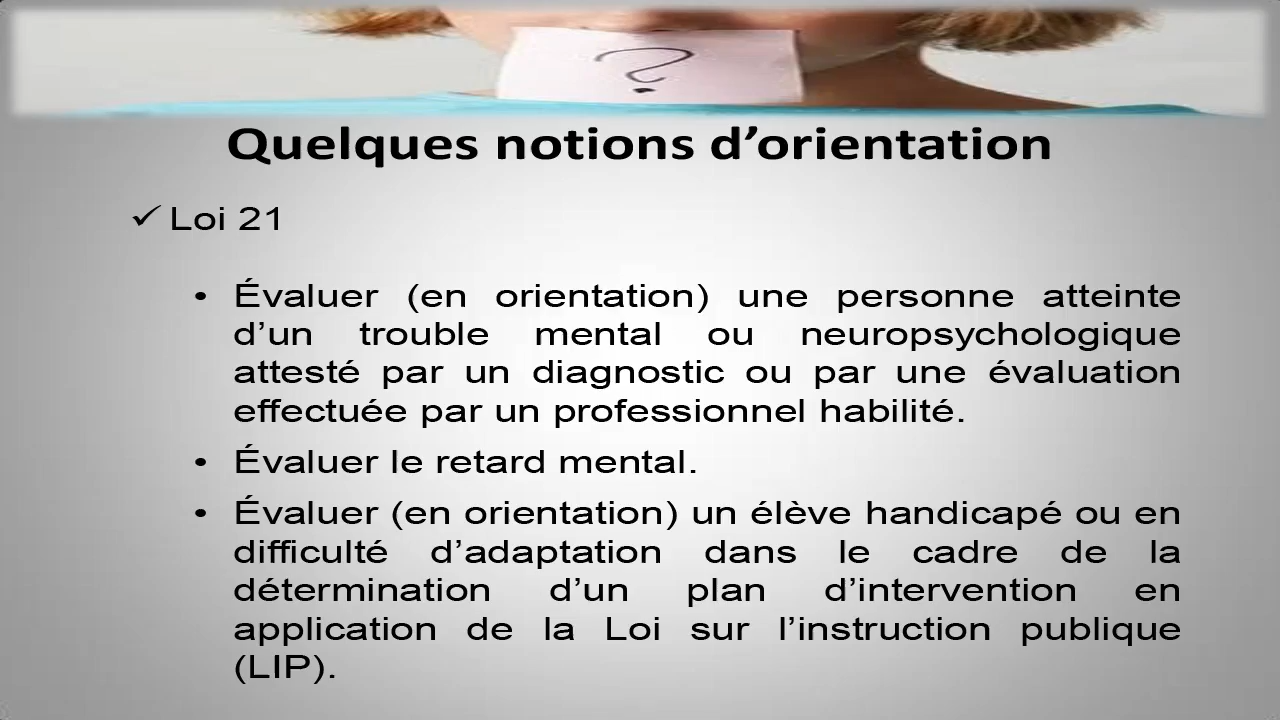 ?
Quelques notions d’orientation
✓ Loi 21
• Évaluer (en orientation) une personne atteinte
d’un trouble mental ou neuropsychologique
attesté par un diagnostic ou par une évaluation
effectuée par un professionnel habilité.
• Évaluer le retard mental.
• Évaluer (en orientation) un élève handicapé ou en
difficulté d’adaptation dans le cadre de la
détermination d’un plan d’intervention en
application de la Loi sur l’instruction publique
(LIP).